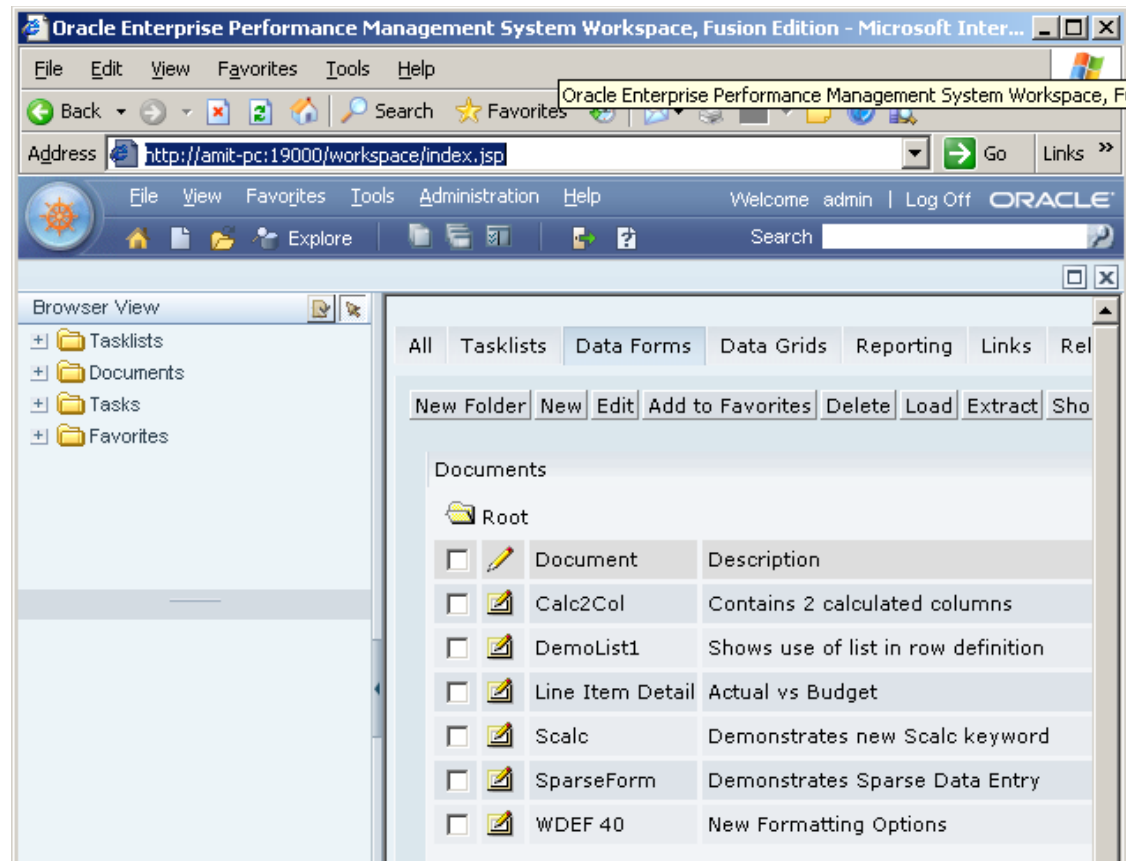 Oracle Enterprise Performance Management System Workspace, Fusion Edition - Microsoft Inter...
File Edit View Favorites Tools Help
Oracle Enterprise Performance Management System Workspace, F
Back Search Favorites
Address http://amit-pc:19000/workspace/index.jsp Go Links »
File View Favorites Tools Administration Help Welcome admin | Log Off ORACLE
Explore Search
Browser View
Tasklists
Documents
Tasks
Favorites
All Tasklists Data Forms Data Grids Reporting Links Rel
New Folder New Edit Add to Favorites Delete Load Extract Sho
Documents
Root
Document Description
Calc2Col Contains 2 calculated columns
DemoList1 Shows use of list in row definition
Line Item Detail Actual vs Budget
Scalc Demonstrates new Scalc keyword
SparseForm Demonstrates Sparse Data Entry
WDEF 40 New Formatting Options